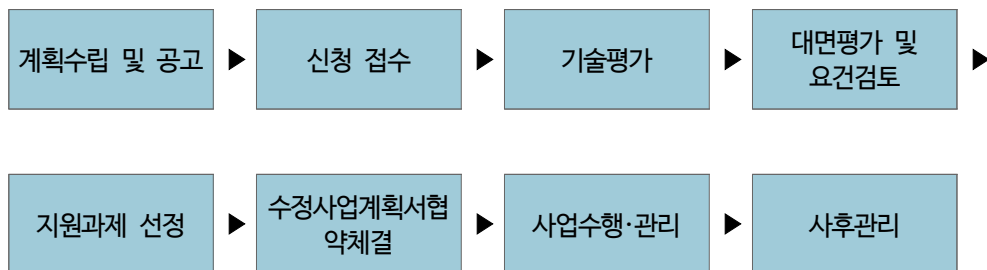 계획수립 및 공고
신청 접수
기술평가
대면평가 및
요건검토
지원과제 선정
수정사업계획서협
약체결
사업수행·관리
사후관리